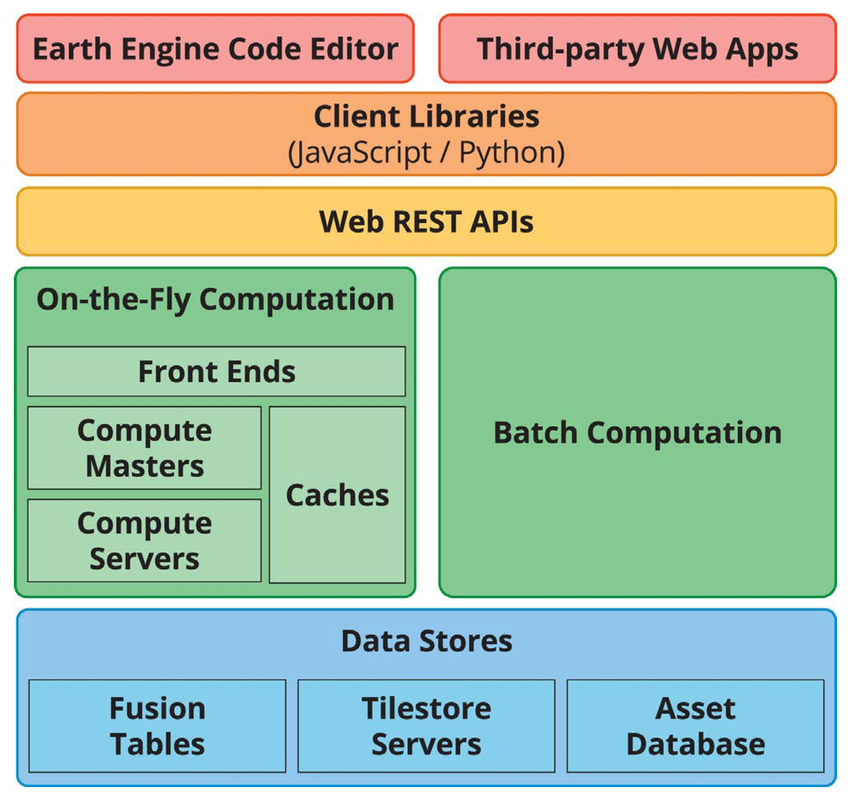 Earth Engine Code Editor
Third-party Web Apps
Client Libraries
(JavaScript / Python)
Web REST APIs
On-the-Fly Computation
Front Ends
Compute
Masters
Compute
Servers
Caches
Batch Computation
Data Stores
Fusion
Tables
Tilestore
Servers
Asset
Database